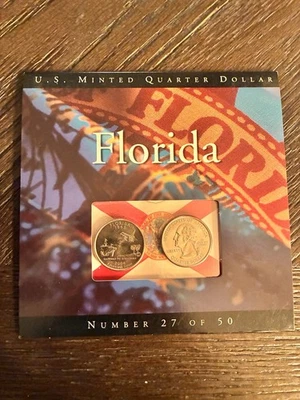 U.S. MINTED QUARTER DOLLAR
FLORIDA
Florida
NUMBER 27 OF 50